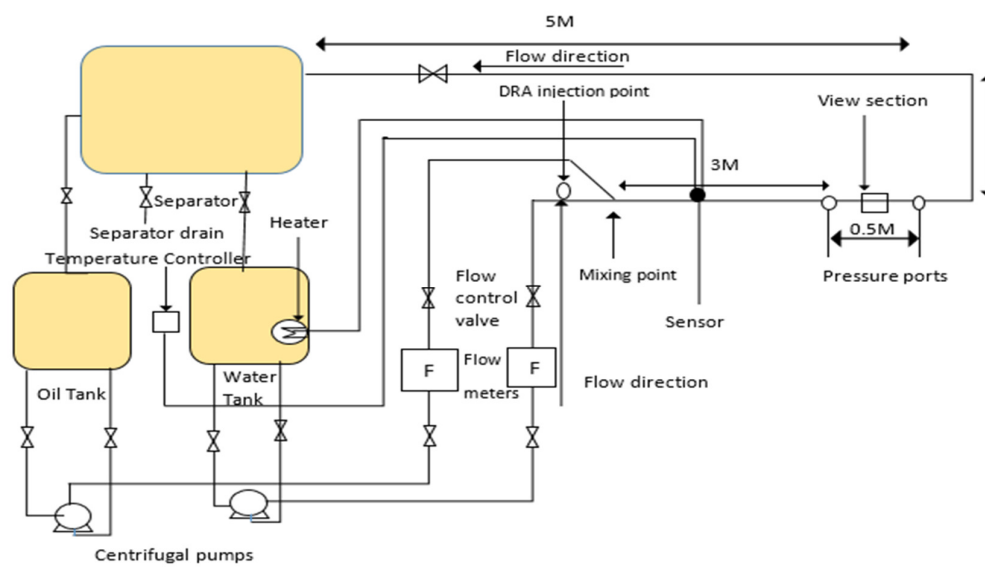 5M
Flow direction
DRA injection point
View section
3M
Separator
Separator drain
Heater
Temperature Controller
0.5M
Mixing point
Pressure ports
Flow
control
valve
Sensor
F
Flow
meters
F
Flow direction
Oil Tank
Water
Tank
Centrifugal pumps